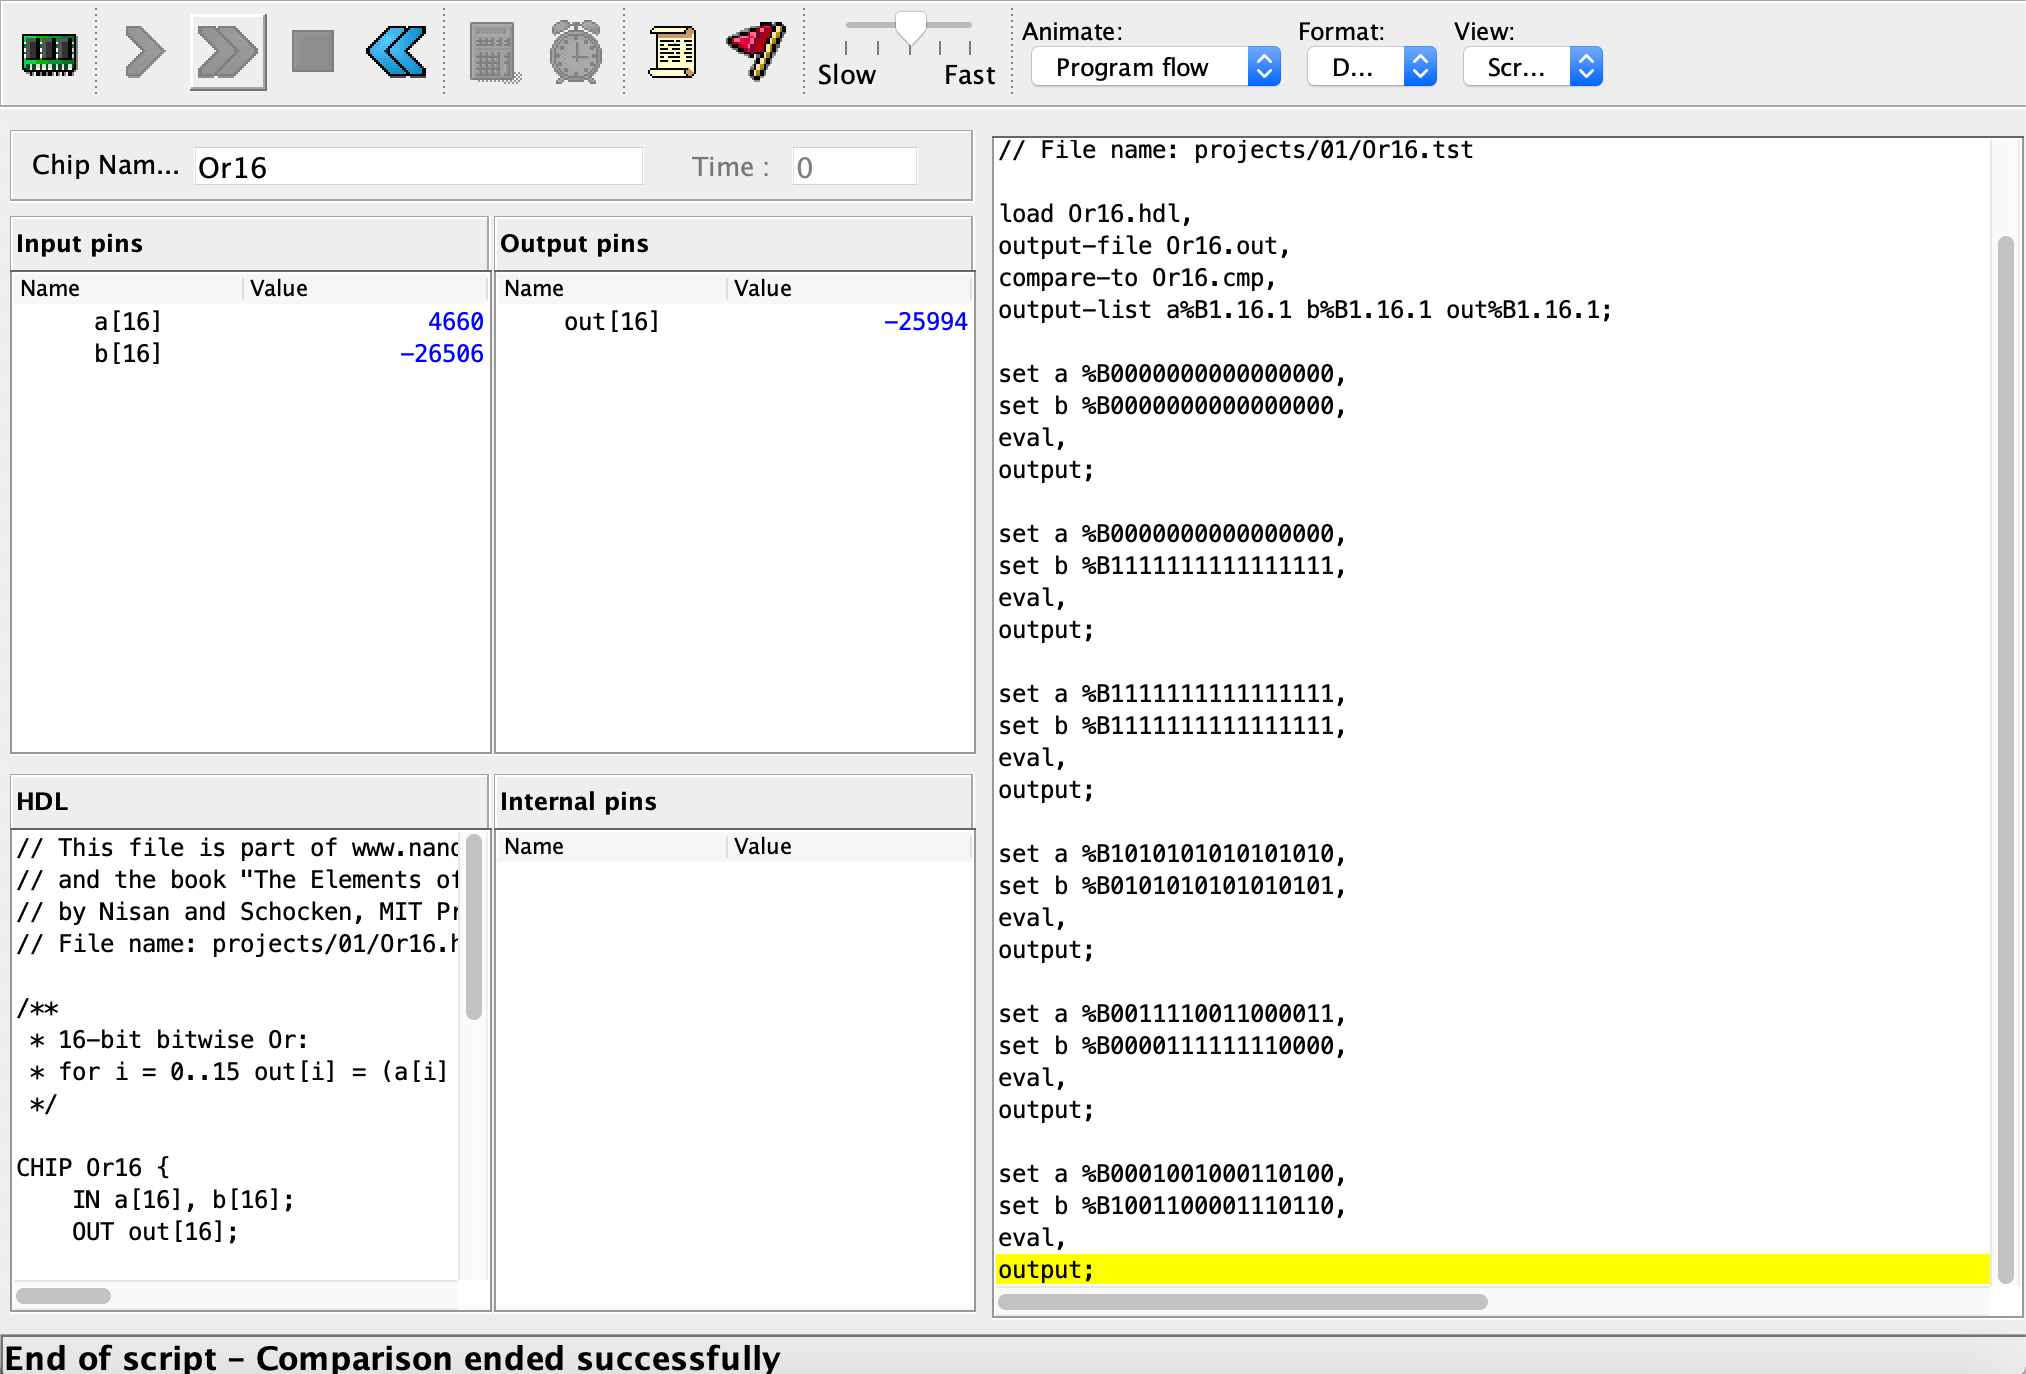 Slow Fast
Animate: Format: View:
Program flow D... Scr...
Chip Nam... Or16 Time : 0
Input pins
Name Value
a[16] 4660
b[16] -26506
Output pins
Name Value
out[16] -25994
HDL
// This file is part of www.nand
// and the book "The Elements of
// by Nisan and Schocken, MIT Pr
// File name: projects/01/Or16.h
/**
* 16-bit bitwise Or:
* for i = 0..15 out[i] = (a[i]
*/
CHIP Or16 {
IN a[16], b[16];
OUT out[16];
Internal pins
Name Value
// File name: projects/01/Or16.tst
load Or16.hdl,
output-file Or16.out,
compare-to Or16.cmp,
output-list a%B1.16.1 b%B1.16.1 out%B1.16.1;
set a %B0000000000000000,
set b %B0000000000000000,
eval,
output;
set a %B0000000000000000,
set b %B1111111111111111,
eval,
output;
set a %B1111111111111111,
set b %B1111111111111111,
eval,
output;
set a %B1010101010101010,
set b %B0101010101010101,
eval,
output;
set a %B0011110011000011,
set b %B0000111111110000,
eval,
output;
set a %B0001001000110100,
set b %B1001100001110110,
eval,
output;
End of script - Comparison ended successfully